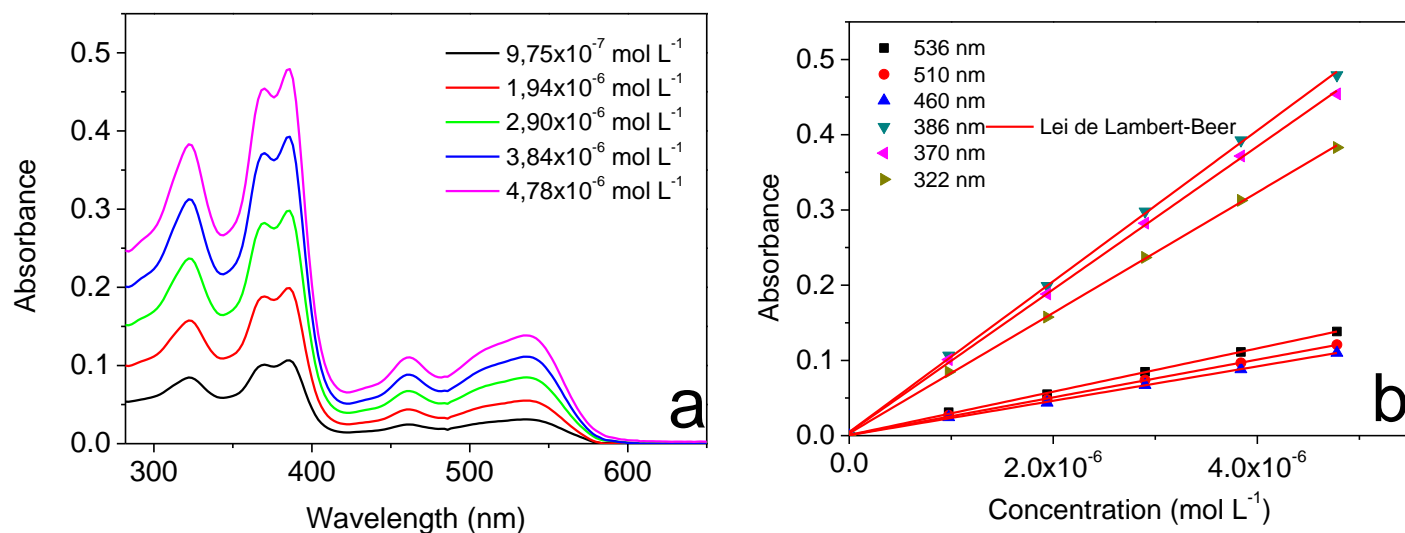 0.5
0.4
0.3
0.2
0.1
0.0
Absorbance
9,75x10⁻⁷ mol L⁻¹
1,94x10⁻⁶ mol L⁻¹
2,90x10⁻⁶ mol L⁻¹
3,84x10⁻⁶ mol L⁻¹
4,78x10⁻⁶ mol L⁻¹
a
300 400 500 600
Wavelength (nm)
0.5
0.4
0.3
0.2
0.1
0.0
Absorbance
536 nm
510 nm
460 nm
386 nm
370 nm
322 nm
Lei de Lambert-Beer
b
0.0 2.0x10⁻⁶ 4.0x10⁻⁶
Concentration (mol L⁻¹)